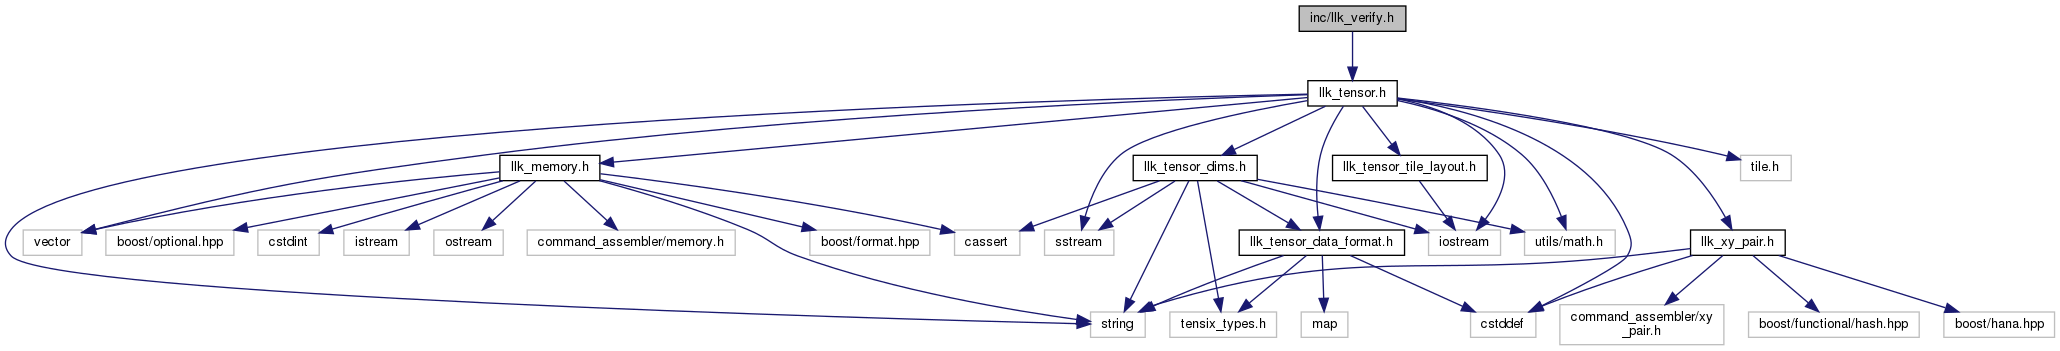 inc/llk_verify.h
llk_tensor.h
llk_memory.h
llk_tensor_dims.h
llk_tensor_tile_layout.h
tile.h
vector
boost/optional.hpp
cstdint
istream
ostream
command_assembler/memory.h
boost/format.hpp
cassert
sstream
llk_tensor_data_format.h
iostream
utils/math.h
llk_xy_pair.h
string
tensix_types.h
map
cstddef
command_assembler/xy
_pair.h
boost/functional/hash.hpp
boost/hana.hpp